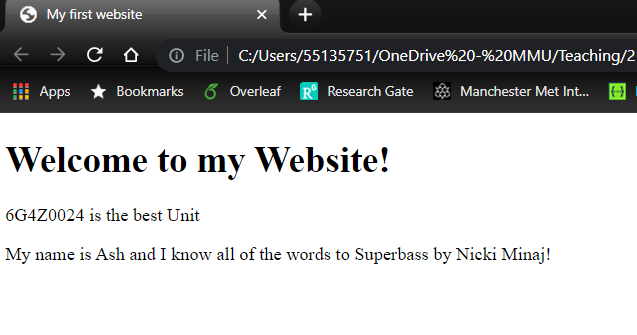 My first website
File C:/Users/55135751/OneDrive%20-%20MMU/Teaching/2
Apps Bookmarks Overleaf Research Gate Manchester Met Int...
Welcome to my Website!
6G4Z0024 is the best Unit
My name is Ash and I know all of the words to Superbass by Nicki Minaj!